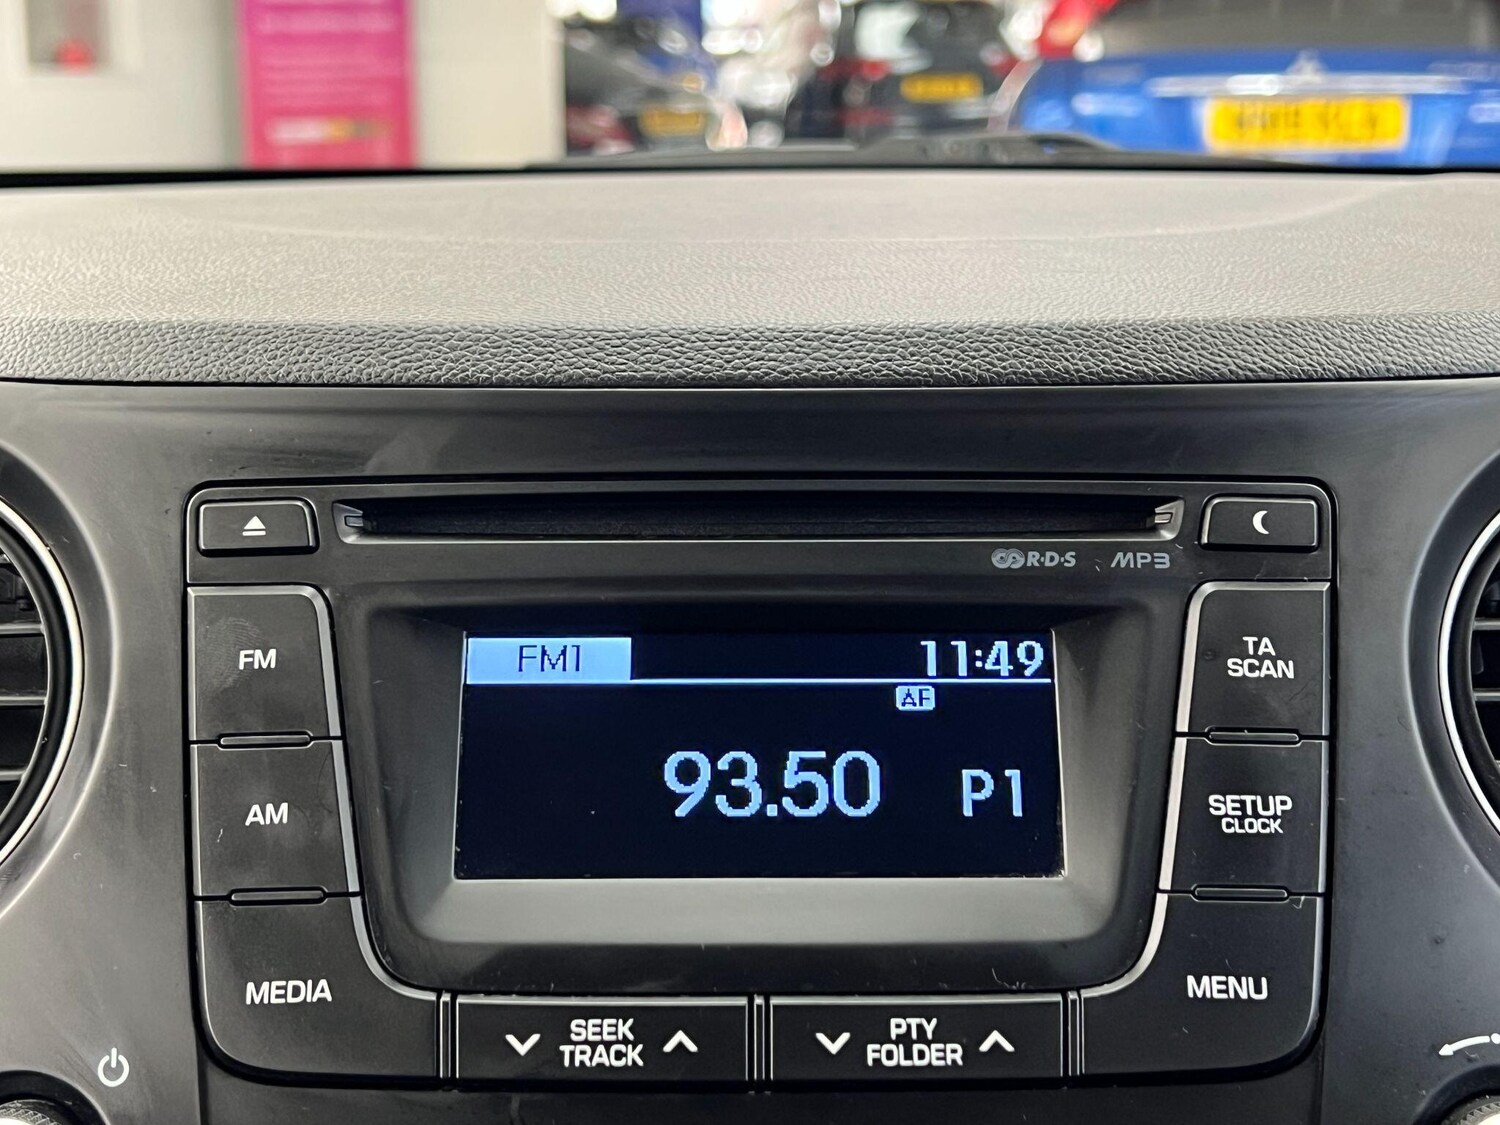 R·D·S MP3
FM
TA
SCAN
FM1 11:49
AF
93.50 P1
AM
SETUP
CLOCK
MEDIA
MENU
SEEK
TRACK
PTY
FOLDER